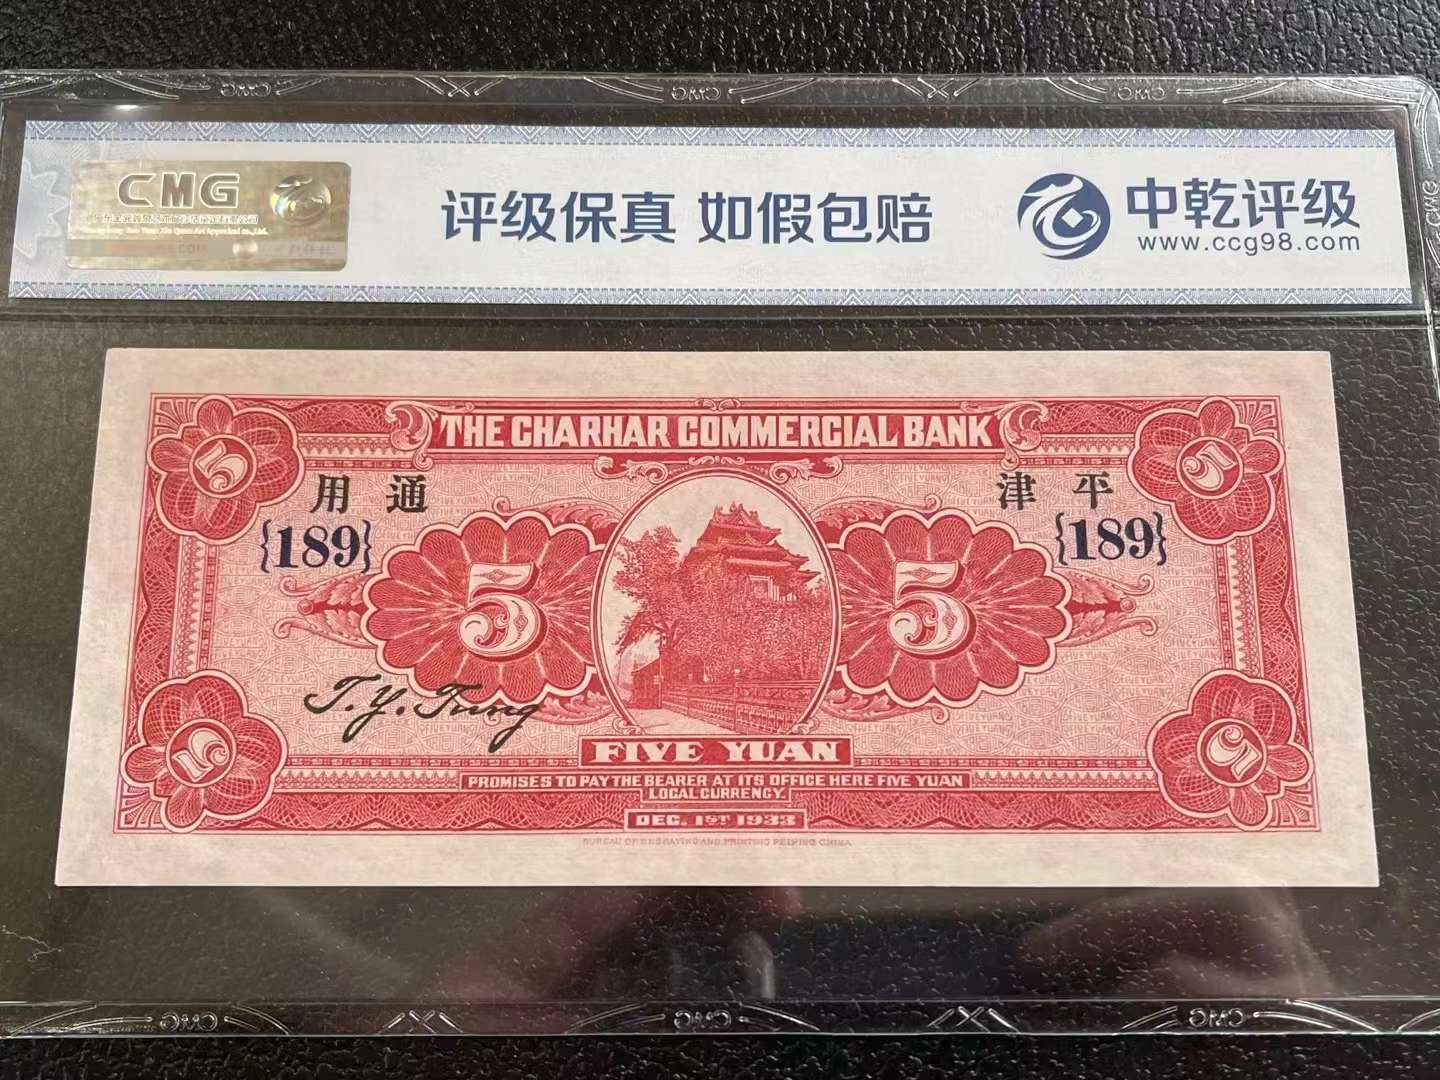 CMG
评级保真 如假包赔
中乾评级
www.ccg98.com
THE CHARHAR COMMERCIAL BANK
5
5
用 通
津 平
{189}
{189}
5
5
T. Y. Tung
5
5
FIVE YUAN
PROMISES TO PAY THE BEARER AT ITS OFFICE HERE FIVE YUAN
LOCAL CURRENCY.
DEC. 1ST 1933
BUREAU OF ENGRAVING AND PRINTING PEIPING CHINA
CMG
CMG
CMG